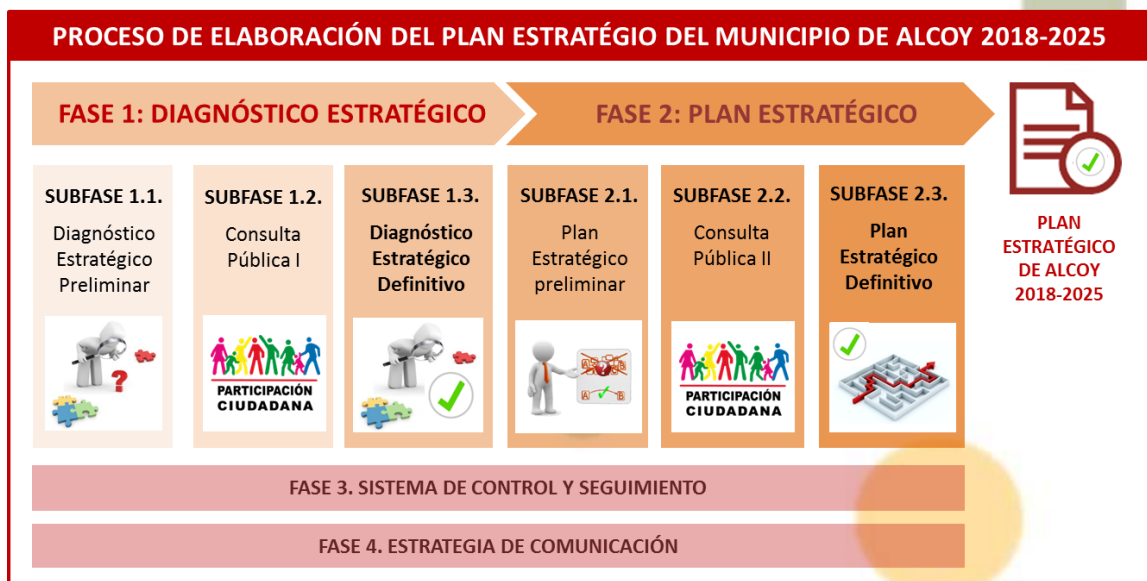 PROCESO DE ELABORACIÓN DEL PLAN ESTRATÉGIO DEL MUNICIPIO DE ALCOY 2018-2025
FASE 1: DIAGNÓSTICO ESTRATÉGICO
FASE 2: PLAN ESTRATÉGICO
SUBFASE 1.1.
Diagnóstico
Estratégico
Preliminar
?
SUBFASE 1.2.
Consulta
Pública I
PARTICIPACIÓN
CIUDADANA
SUBFASE 1.3.
Diagnóstico
Estratégico
Definitivo
SUBFASE 2.1.
Plan
Estratégico
preliminar
A B
SUBFASE 2.2.
Consulta
Pública II
PARTICIPACIÓN
CIUDADANA
SUBFASE 2.3.
Plan
Estratégico
Definitivo
PLAN
ESTRATÉGICO
DE ALCOY
2018-2025
FASE 3. SISTEMA DE CONTROL Y SEGUIMIENTO
FASE 4. ESTRATEGIA DE COMUNICACIÓN